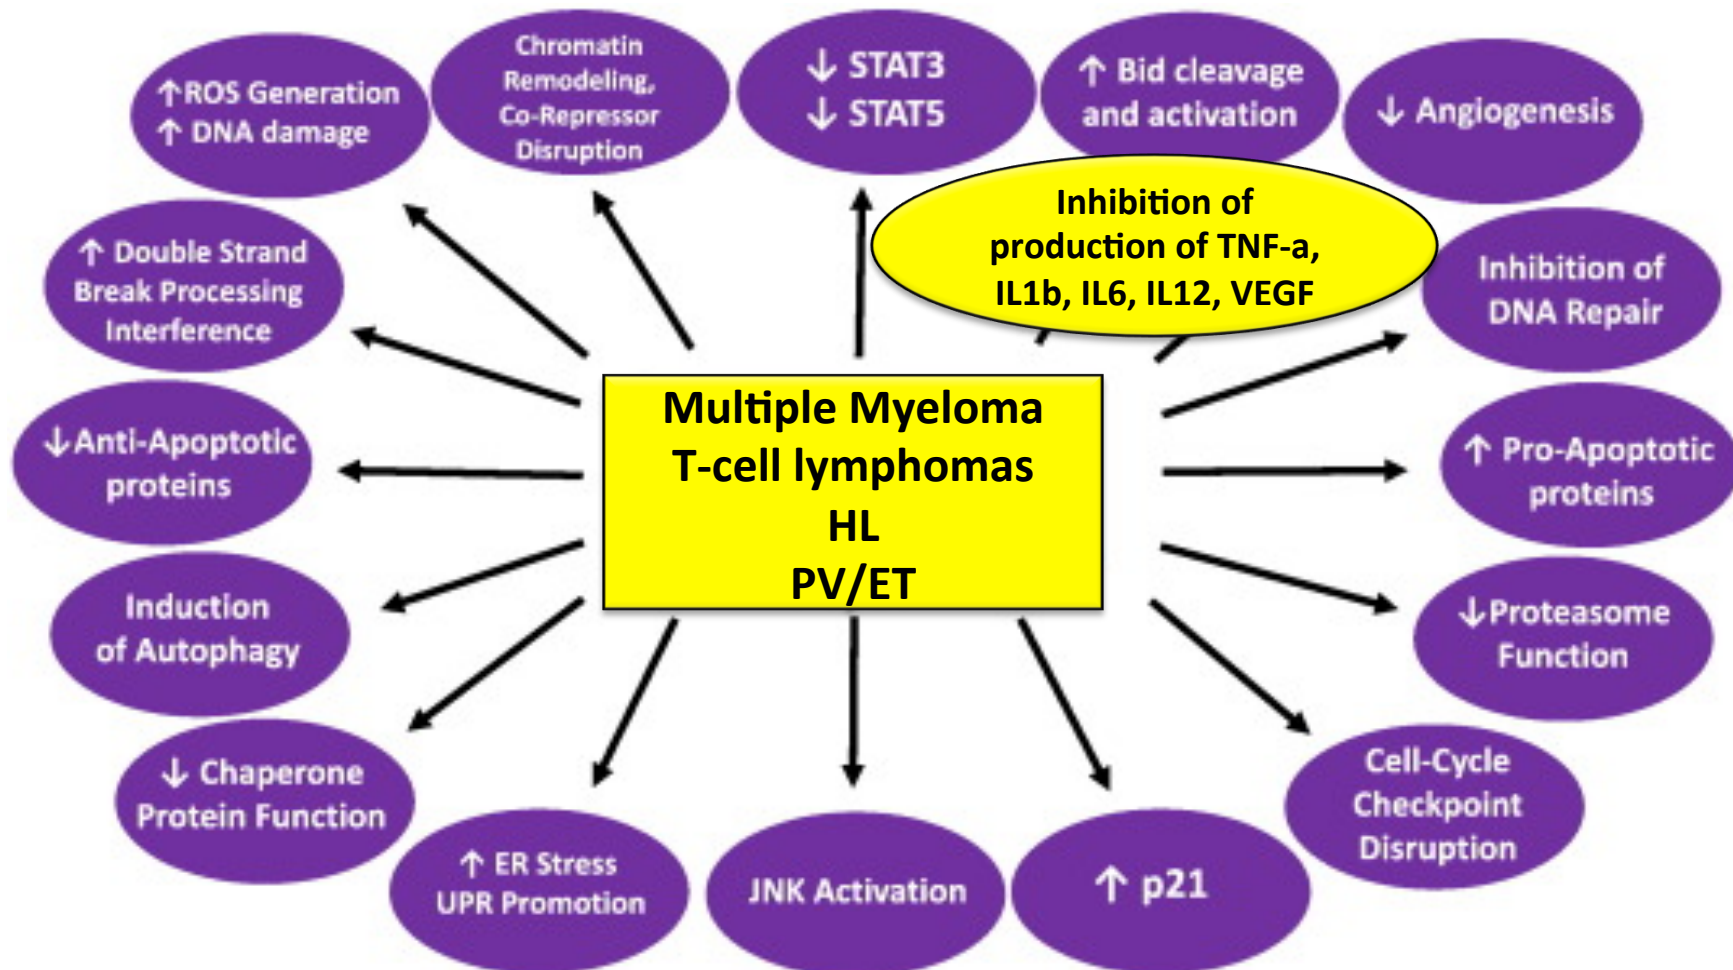 ↑ROS Generation
↑ DNA damage
Chromatin
Remodeling,
Co-Repressor
Disruption
↓ STAT3
↓ STAT5
↑ Bid cleavage
and activation
↓ Angiogenesis
Inhibition of
production of TNF-a,
IL1b, IL6, IL12, VEGF
↑ Double Strand
Break Processing
Interference
Inhibition of
DNA Repair
Multiple Myeloma
T-cell lymphomas
HL
PV/ET
↓Anti-Apoptotic
proteins
↑ Pro-Apoptotic
proteins
Induction
of Autophagy
↓Proteasome
Function
↓ Chaperone
Protein Function
Cell-Cycle
Checkpoint
Disruption
↑ ER Stress
UPR Promotion
JNK Activation
↑ p21